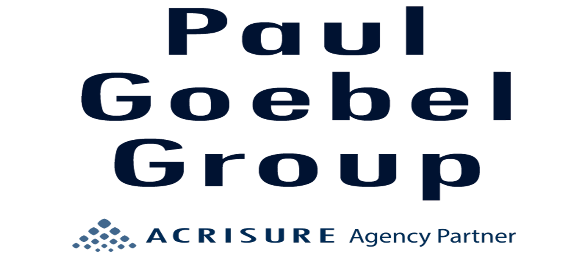 Paul
Goebel
Group
ACRISURE Agency Partner